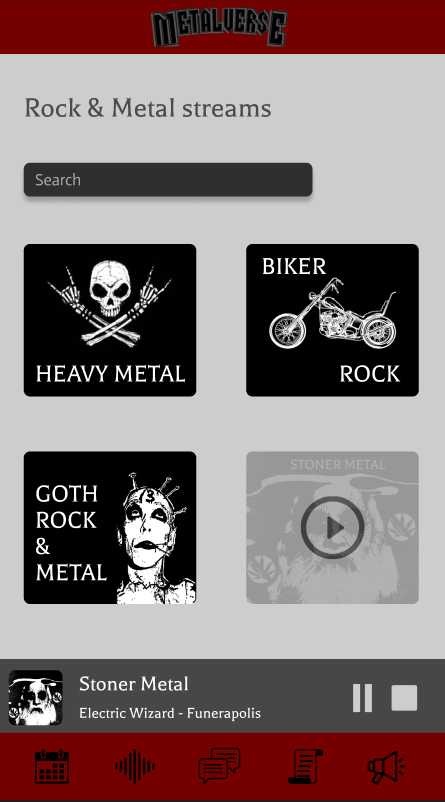 METALVERSE
Rock & Metal streams
Search
HEAVY METAL
BIKER
ROCK
GOTH
ROCK
&
METAL
STONER METAL
Stoner Metal
Electric Wizard - Funerapolis